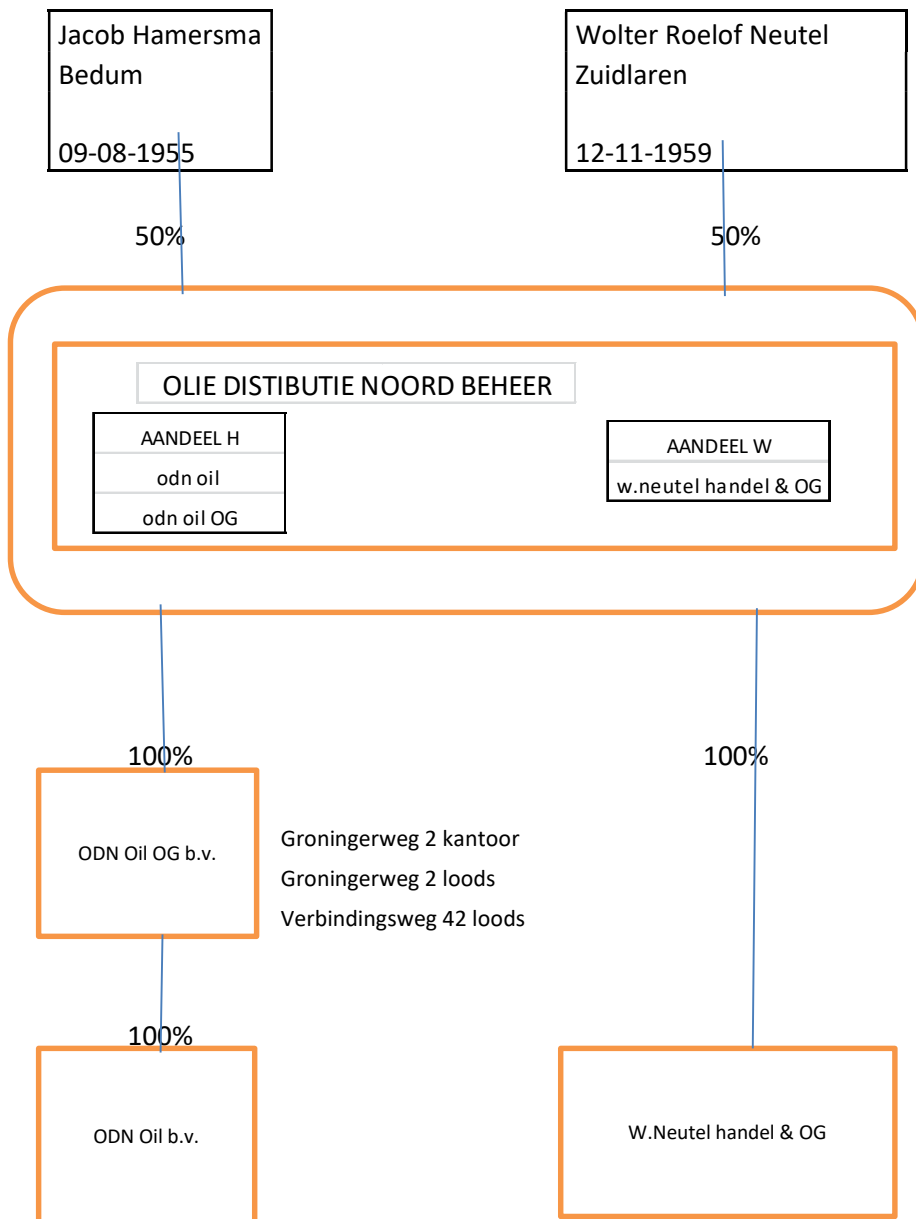 Jacob Hamersma
Bedum
09-08-1955
Wolter Roelof Neutel
Zuidlaren
12-11-1959
50%
50%
OLIE DISTIBUTIE NOORD BEHEER
AANDEEL H
odn oil
odn oil OG
AANDEEL W
w.neutel handel & OG
100%
100%
ODN Oil OG b.v.
Groningerweg 2 kantoor
Groningerweg 2 loods
Verbindingsweg 42 loods
100%
ODN Oil b.v.
W.Neutel handel & OG